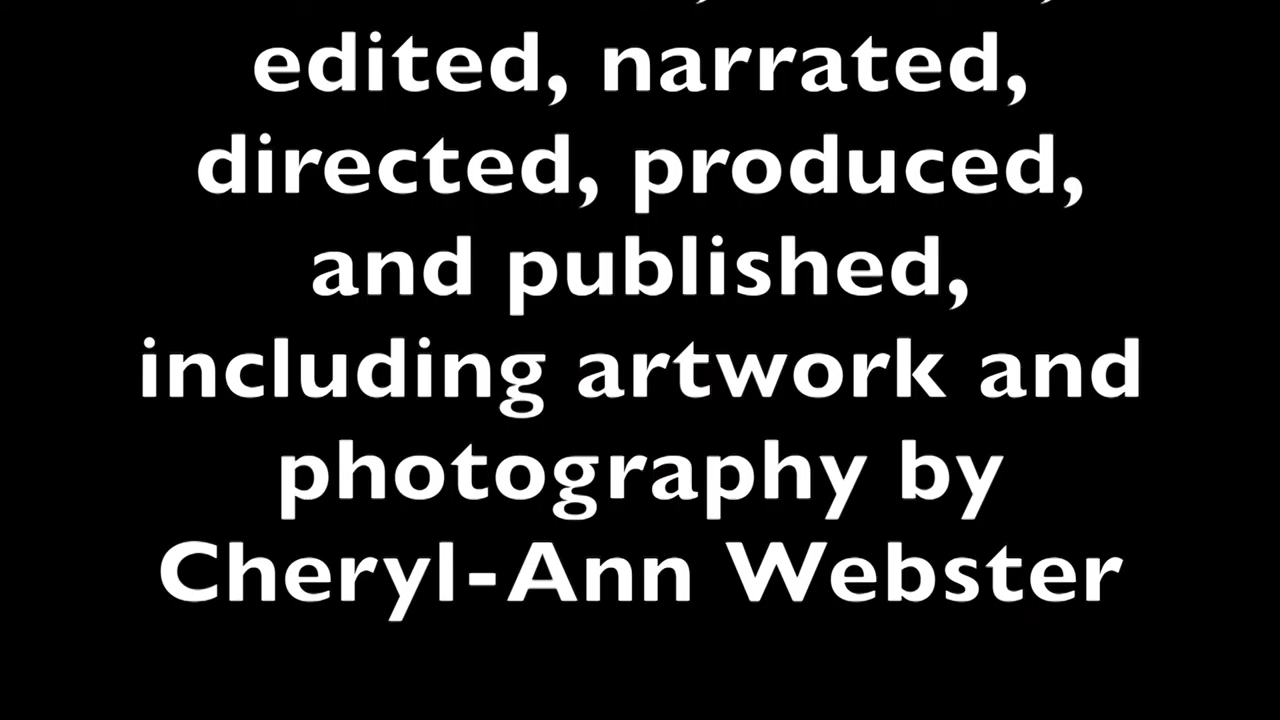 edited, narrated,
directed, produced,
and published,
including artwork and
photography by
Cheryl-Ann Webster